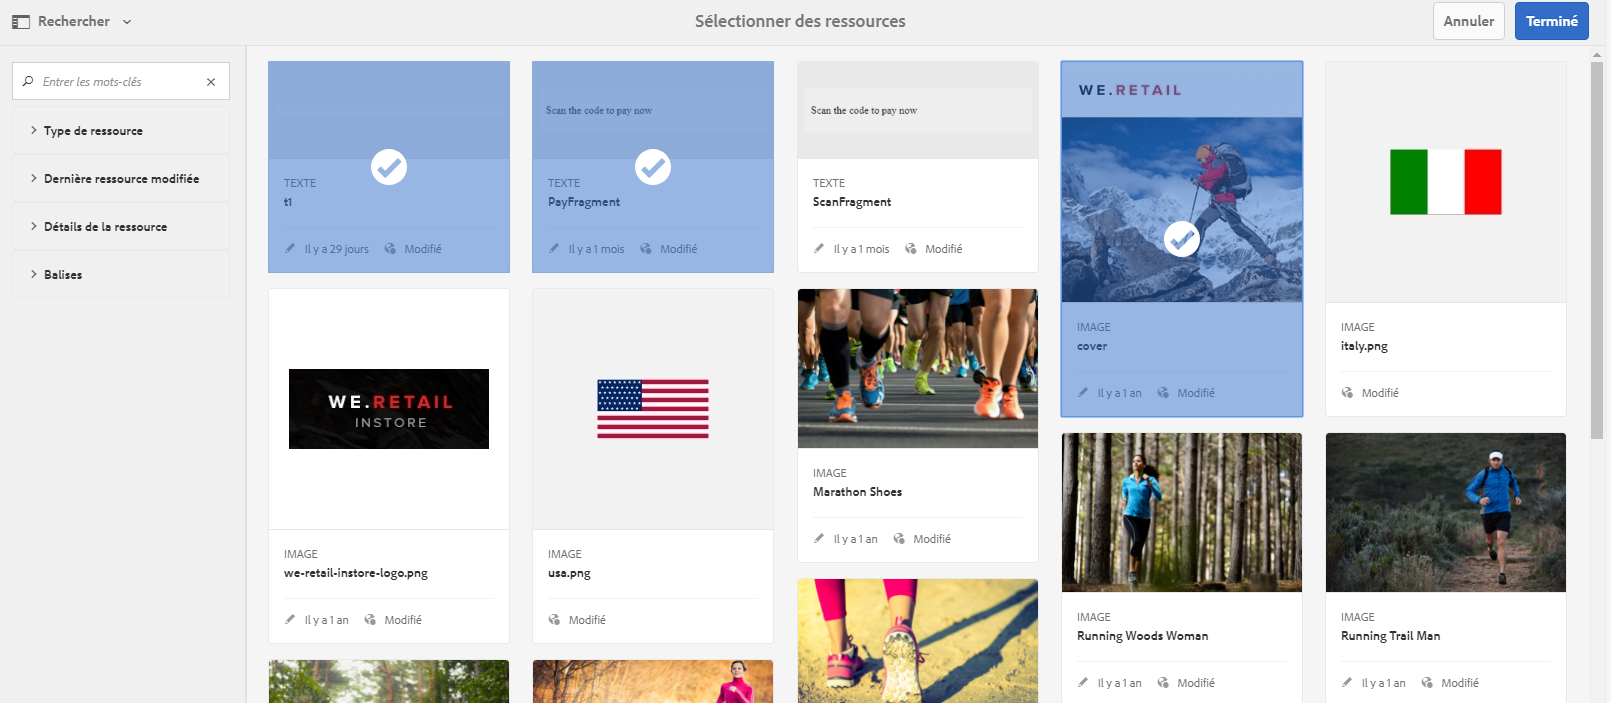 Rechercher
Sélectionner des ressources
Annuler
Terminé
Entrer les mots-clés
Type de ressource
Dernière ressource modifiée
Détails de la ressource
Balises
TEXTE
t1
Il y a 29 jours
Modifié
Scan the code to pay now
TEXTE
PayFragment
Il y a 1 mois
Modifié
Scan the code to pay now
TEXTE
ScanFragment
Il y a 1 mois
Modifié
WE.RETAIL
IMAGE
cover
Il y a 1 an
Modifié
IMAGE
italy.png
Modifié
WE.RETAIL
INSTORE
IMAGE
we-retail-instore-logo.png
Il y a 1 an
Modifié
IMAGE
usa.png
Modifié
IMAGE
Marathon Shoes
Il y a 1 an
Modifié
IMAGE
Running Woods Woman
Il y a 1 an
Modifié
IMAGE
Running Trail Man
Il y a 1 an
Modifié